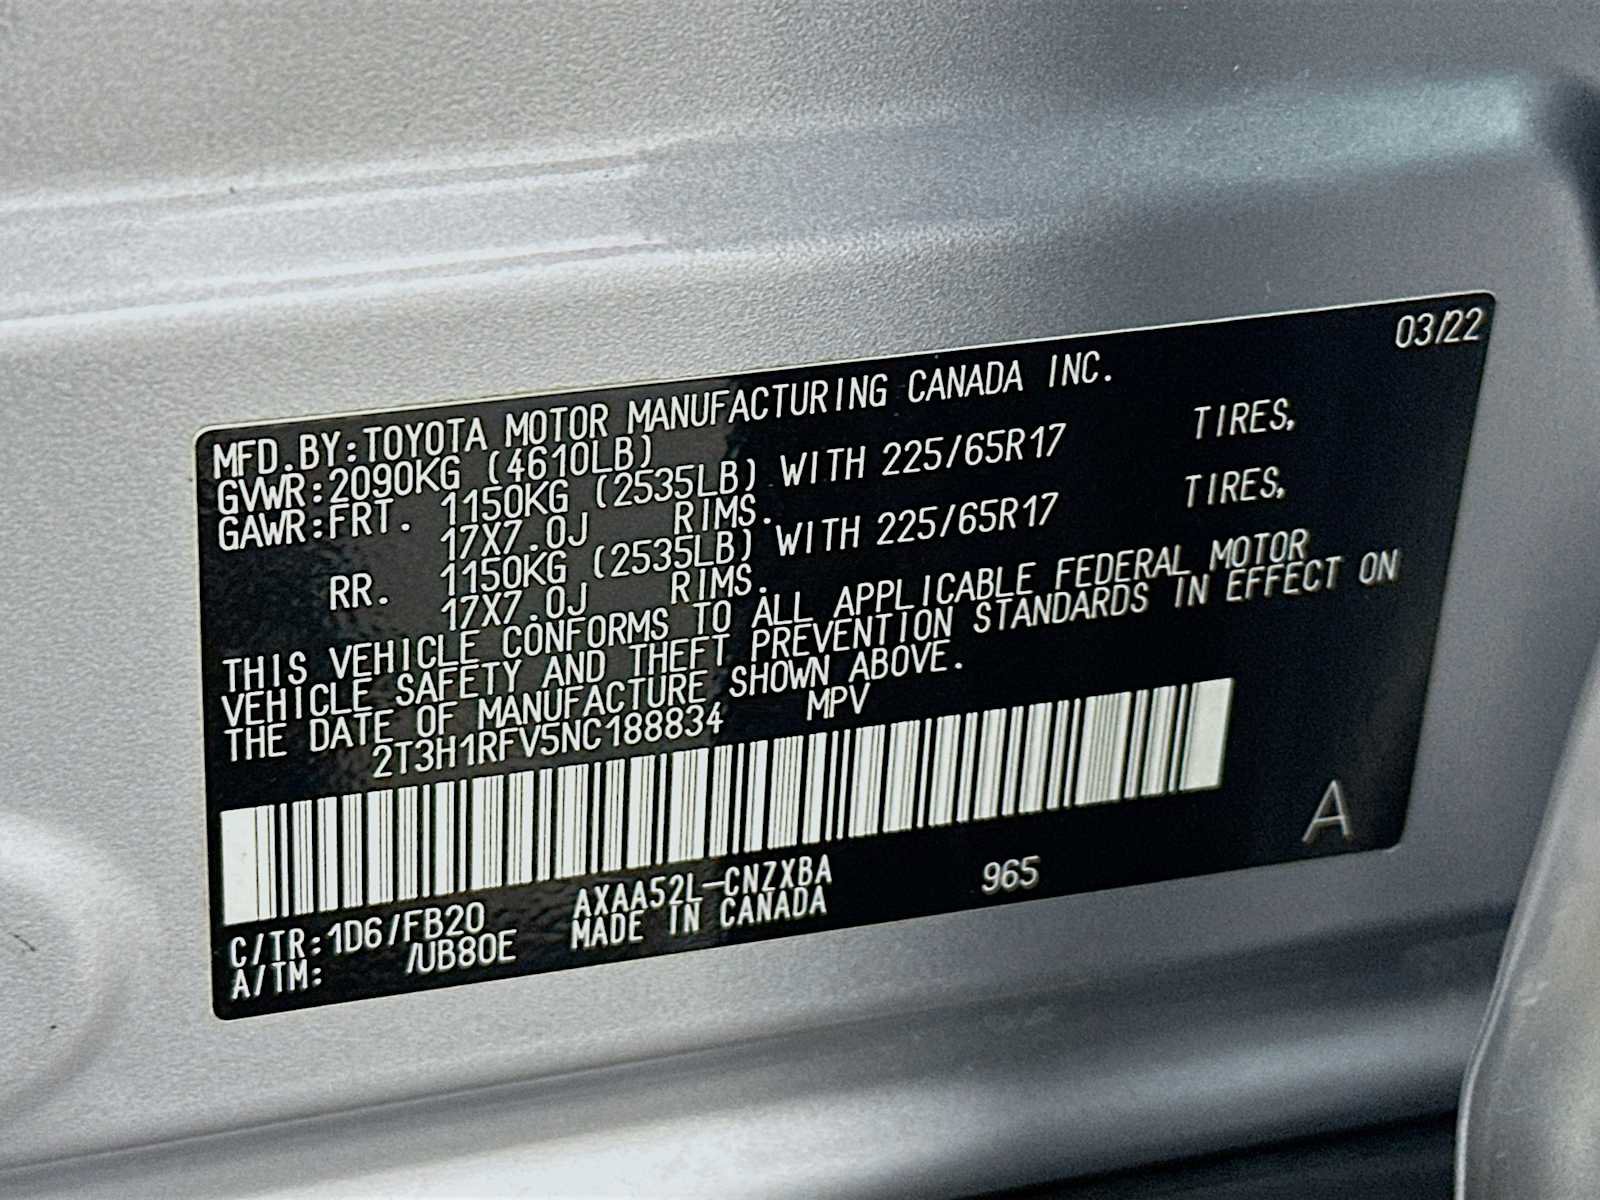 03/22
MFD.BY:TOYOTA MOTOR MANUFACTURING CANADA INC.
GVWR:2090KG (4610LB)
GAWR:FRT. 1150KG (2535LB) WITH 225/65R17 TIRES,
17X7.0J RIMS.
RR. 1150KG (2535LB) WITH 225/65R17 TIRES,
17X7.0J RIMS.
THIS VEHICLE CONFORMS TO ALL APPLICABLE FEDERAL MOTOR
VEHICLE SAFETY AND THEFT PREVENTION STANDARDS IN EFFECT ON
THE DATE OF MANUFACTURE SHOWN ABOVE.
2T3H1RFV5NC188834 MPV
A
C/TR:1D6/FB20 AXAA52L-CNZXBA 965
A/TM: /UB80E MADE IN CANADA